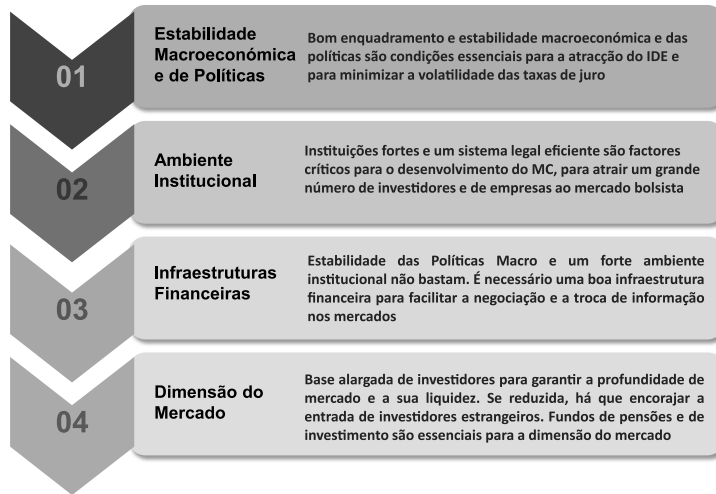 01
Estabilidade
Macroeconómica
e de Políticas
Bom enquadramento e estabilidade macroeconómica e das
políticas são condições essenciais para a atracção do IDE e
para minimizar a volatilidade das taxas de juro
02
Ambiente
Institucional
Instituições fortes e um sistema legal eficiente são factores
críticos para o desenvolvimento do MC, para atrair um grande
número de investidores e de empresas ao mercado bolsista
03
Infraestruturas
Financeiras
Estabilidade das Políticas Macro e um forte ambiente
institucional não bastam. É necessário uma boa infraestrutura
financeira para facilitar a negociação e a troca de informação
nos mercados
04
Dimensão do
Mercado
Base alargada de investidores para garantir a profundidade de
mercado e a sua liquidez. Se reduzida, há que encorajar a
entrada de investidores estrangeiros. Fundos de pensões e de
investimento são essenciais para a dimensão do mercado